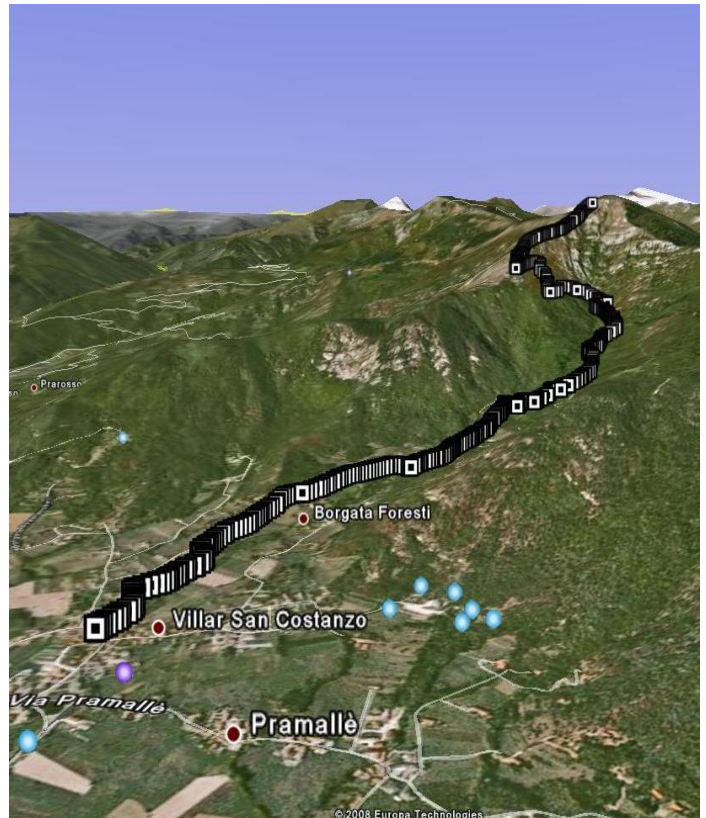 Prarosso
Borgata Foresti
Villar San Costanzo
Via Pramallè
Pramallè
© 2008 Europa Technologies